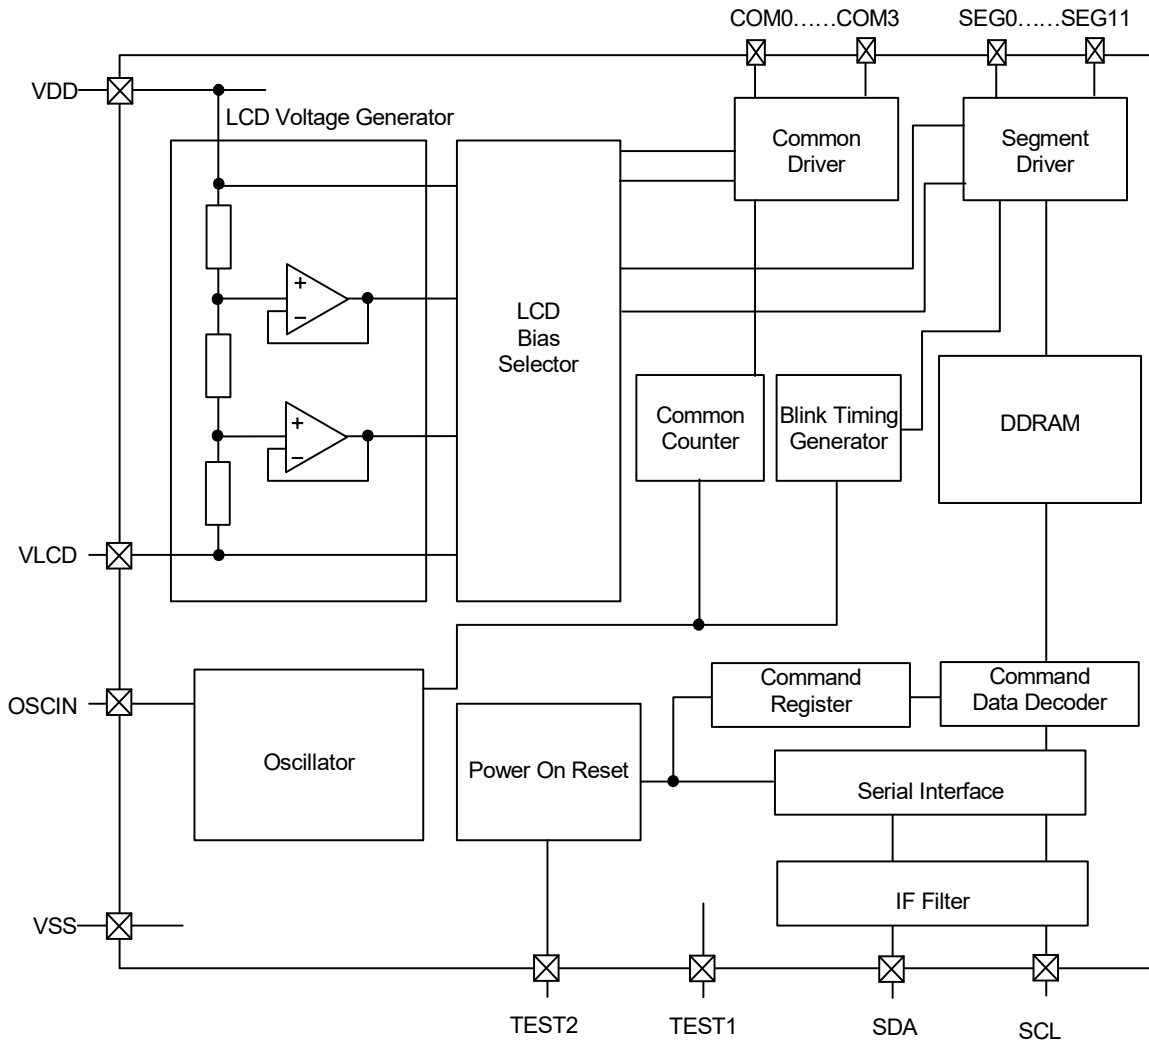 COM0……COM3
SEG0……SEG11
VDD
LCD Voltage Generator
Common
Driver
Segment
Driver
+
−
LCD
Bias
Selector
Common
Counter
Blink Timing
Generator
DDRAM
+
−
VLCD
OSCIN
Oscillator
Power On Reset
Command
Register
Command
Data Decoder
Serial Interface
IF Filter
VSS
TEST2
TEST1
SDA
SCL